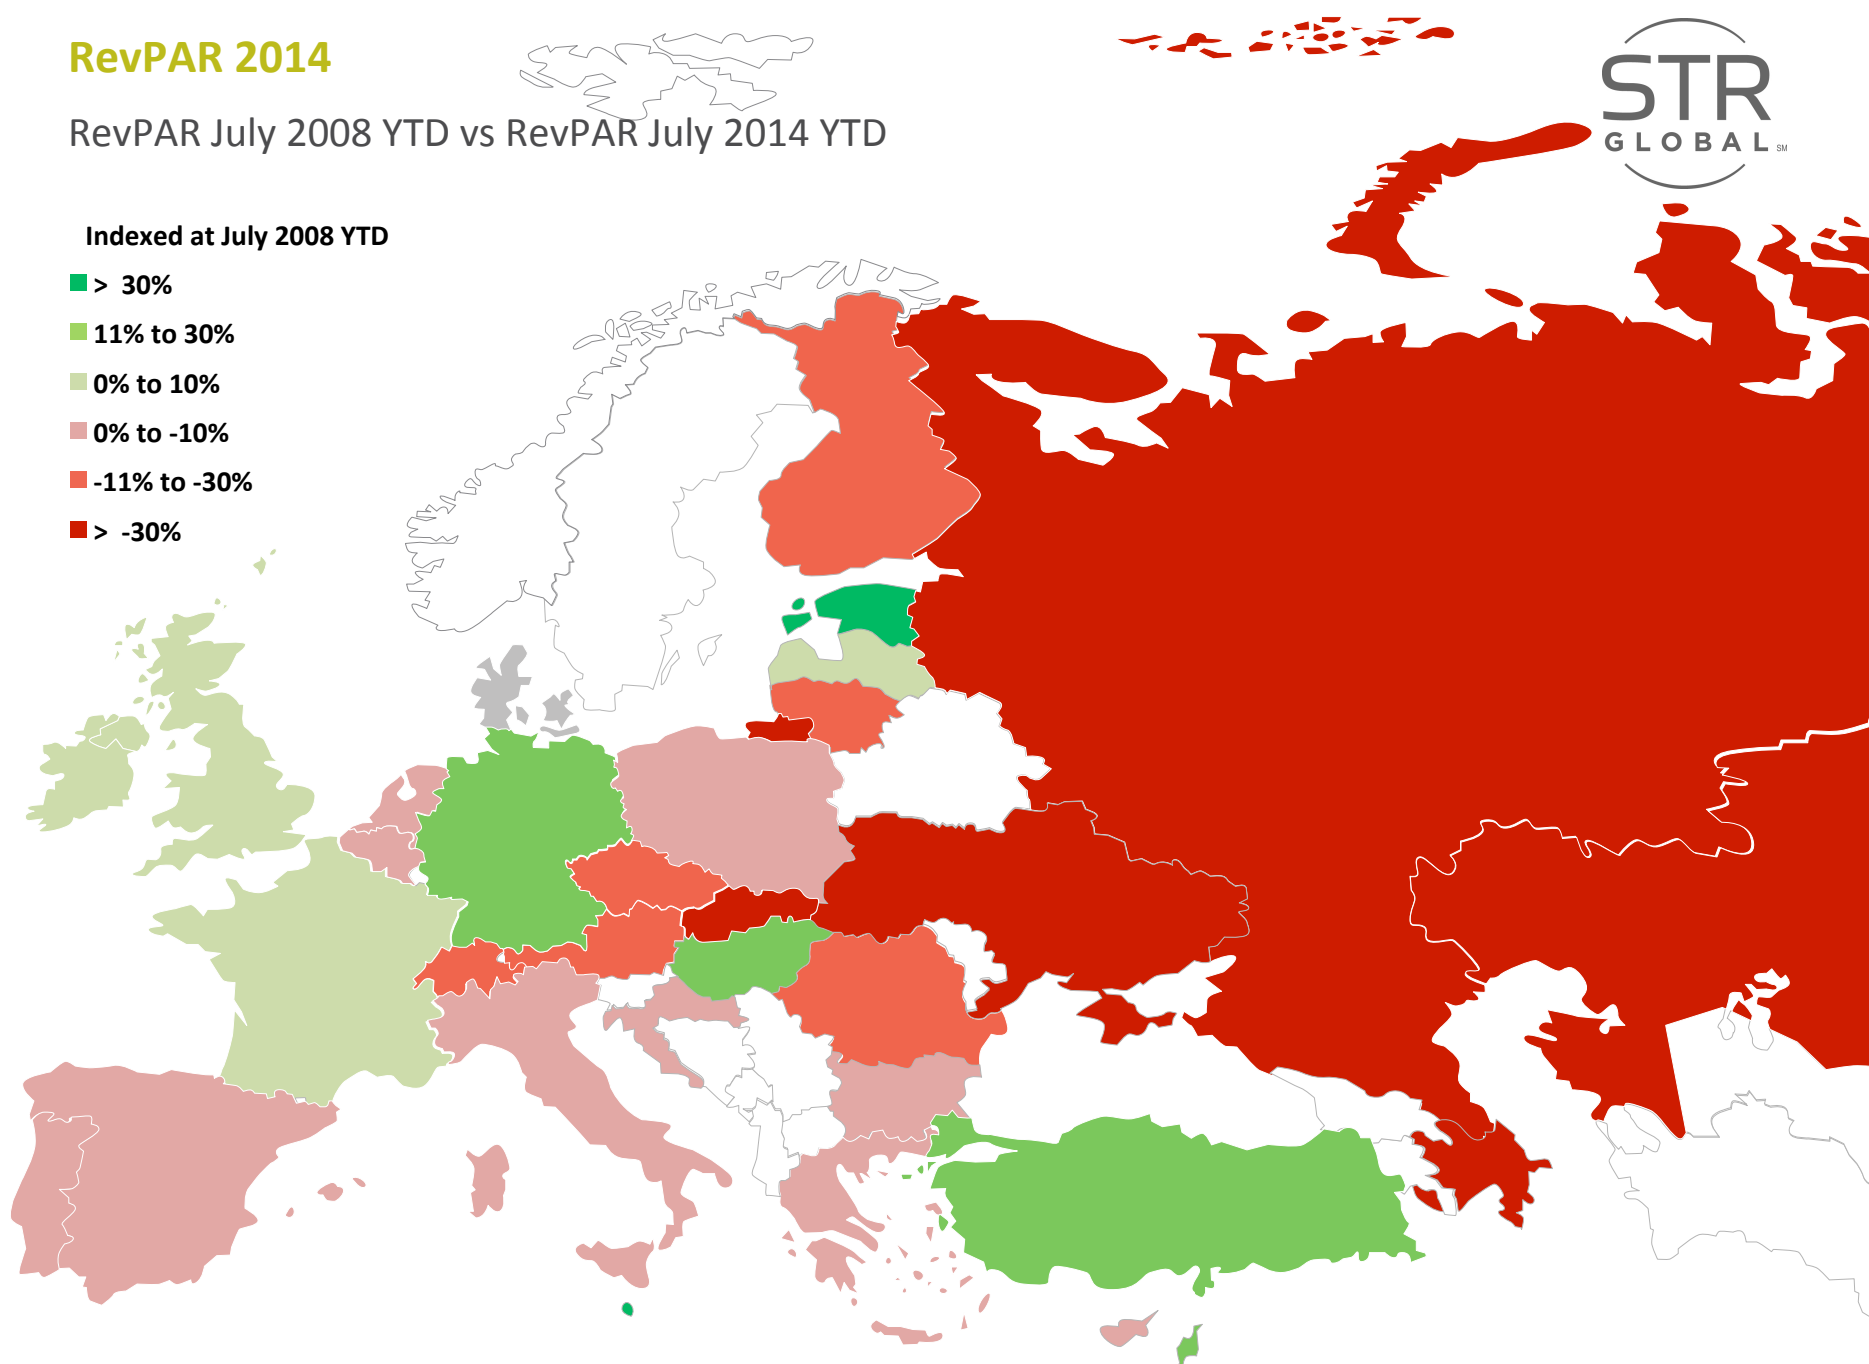 RevPAR 2014
RevPAR July 2008 YTD vs RevPAR July 2014 YTD
STR
GLOBAL SM
Indexed at July 2008 YTD
> 30%
11% to 30%
0% to 10%
0% to -10%
-11% to -30%
> -30%